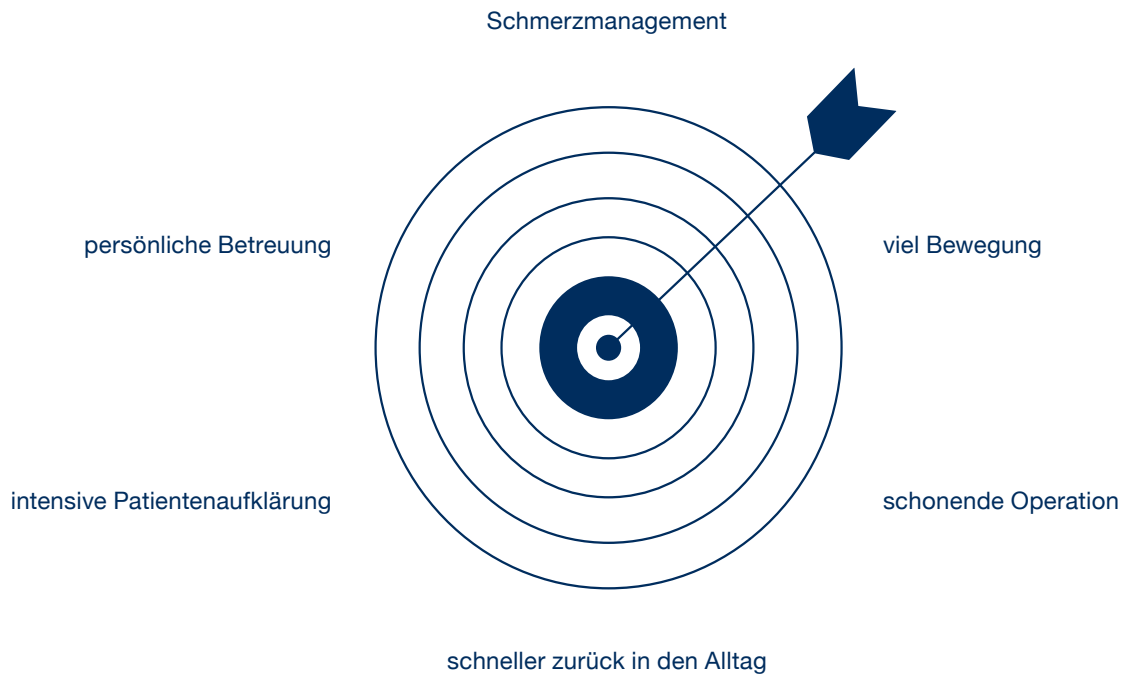 Schmerzmanagement
persönliche Betreuung
viel Bewegung
intensive Patientenaufklärung
schonende Operation
schneller zurück in den Alltag